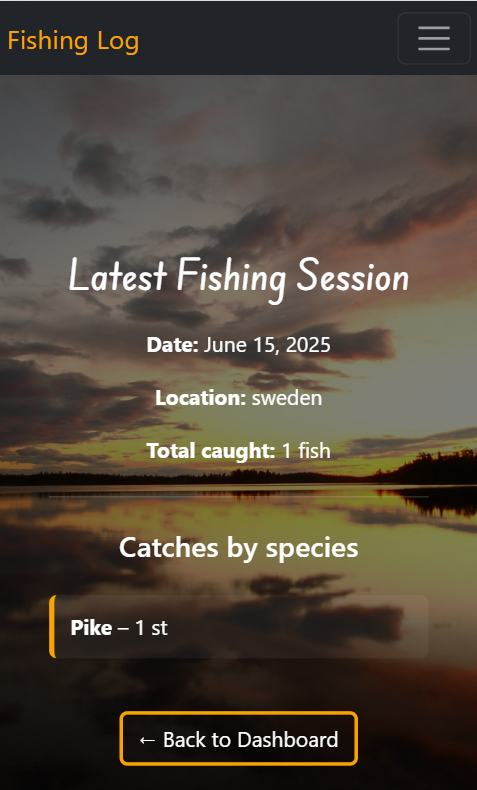 Fishing Log
Latest Fishing Session
Date: June 15, 2025
Location: sweden
Total caught: 1 fish
Catches by species
Pike – 1 st
← Back to Dashboard